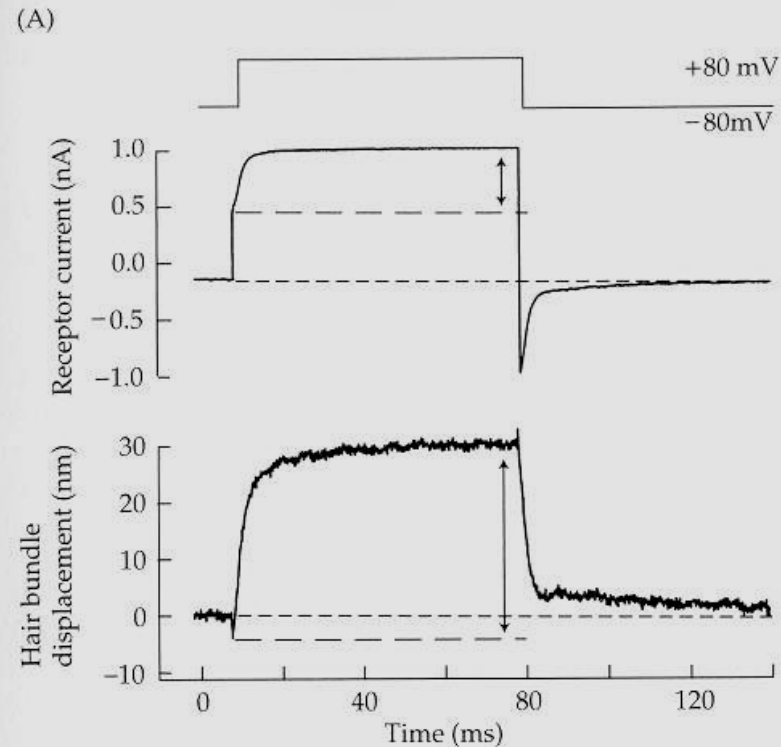 (A)
+80 mV
−80mV
Receptor current (nA)
1.0
0.5
0.0
−0.5
−1.0
Hair bundle
displacement (nm)
30
20
10
0
−10
0 40 80 120
Time (ms)